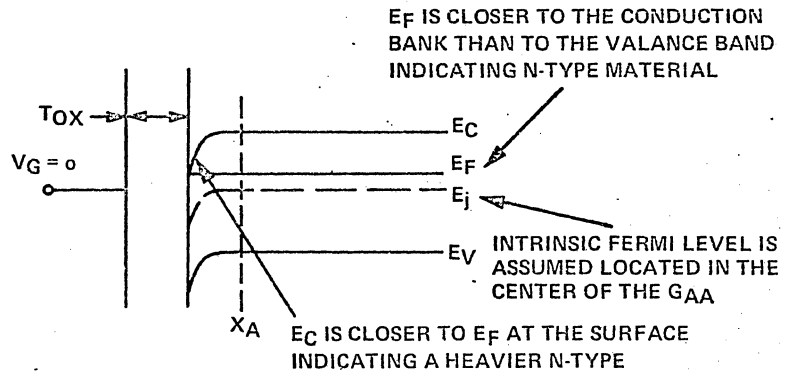 EF IS CLOSER TO THE CONDUCTION
BANK THAN TO THE VALANCE BAND
INDICATING N-TYPE MATERIAL
TOX
EC
VG = o
EF
Ej
INTRINSIC FERMI LEVEL IS
ASSUMED LOCATED IN THE
CENTER OF THE GAA
EV
XA
EC IS CLOSER TO EF AT THE SURFACE
INDICATING A HEAVIER N-TYPE